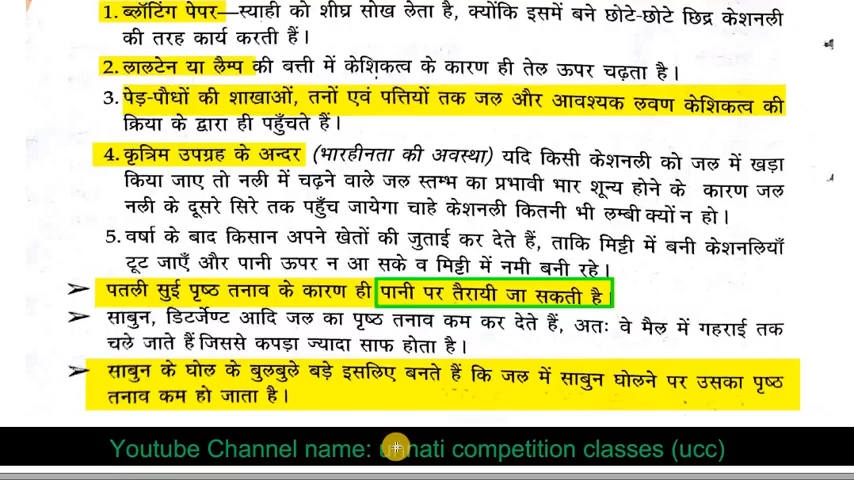 1. ब्लॉटिंग पेपर—स्याही को शीघ्र सोख लेता है, क्योंकि इसमें बने छोटे-छोटे छिद्र केशनली
की तरह कार्य करती हैं।
2. लालटेन या लैम्प की बत्ती में केशिकत्व के कारण ही तेल ऊपर चढ़ता है।
3. पेड़-पौधों की शाखाओं, तनों एवं पत्तियों तक जल और आवश्यक लवण केशिकत्व की
क्रिया के द्वारा ही पहुँचते हैं।
4. कृत्रिम उपग्रह के अन्दर (भारहीनता की अवस्था) यदि किसी केशनली को जल में खड़ा
किया जाए तो नली में चढ़ने वाले जल स्तम्भ का प्रभावी भार शून्य होने के कारण जल
नली के दूसरे सिरे तक पहुँच जायेगा चाहे केशनली कितनी भी लम्बी क्यों न हो।
5. वर्षा के बाद किसान अपने खेतों की जुताई कर देते हैं, ताकि मिट्टी में बनी केशनलियाँ
टूट जाएँ और पानी ऊपर न आ सके व मिट्टी में नमी बनी रहे।
➢ पतली सुई पृष्ठ तनाव के कारण ही पानी पर तैरायी जा सकती है।
➢ साबुन, डिटर्जेण्ट आदि जल का पृष्ठ तनाव कम कर देते हैं, अतः वे मैल में गहराई तक
चले जाते हैं जिससे कपड़ा ज्यादा साफ होता है।
➢ साबुन के घोल के बुलबुले बड़े इसलिए बनते हैं कि जल में साबुन घोलने पर उसका पृष्ठ
तनाव कम हो जाता है।
Youtube Channel name: unnati competition classes (ucc)